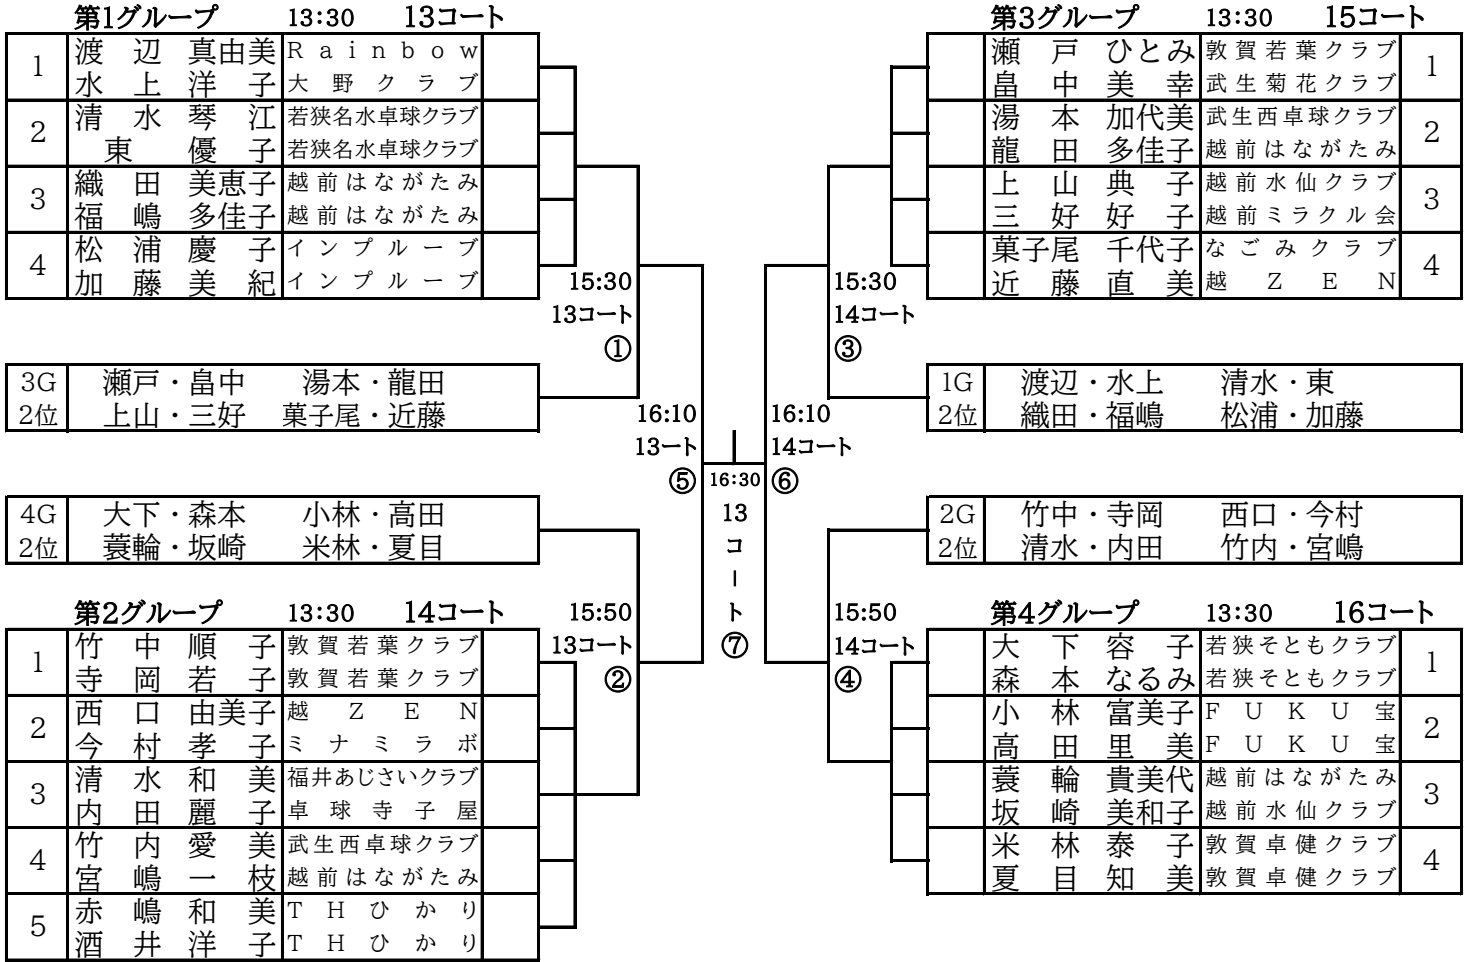 第1グループ 13:30 13コート
1
渡辺 真由美 Rainbow
水上洋子 大野クラブ
2
清水琴江 若狭名水卓球クラブ
東優子 若狭名水卓球クラブ
3
織田美恵子 越前はながたみ
福嶋多佳子 越前はながたみ
4
松浦慶子 インプルーブ
加藤美紀 インプルーブ
15:30
13コート
①
3G 瀬戸・畠中 湯本・龍田
2位 上山・三好 菓子尾・近藤
16:10
13ート
⑤
4G 大下・森本 小林・高田
2位 蓑輪・坂崎 米林・夏目
第2グループ 13:30 14コート
15:50
13コート
②
1
竹中順子 敦賀若葉クラブ
寺岡若子 敦賀若葉クラブ
2
西口由美子 越ZEN
今村孝子 ミナミラボ
3
清水和美 福井あじさいクラブ
内田麗子 卓球寺子屋
4
竹内愛美 武生西卓球クラブ
宮嶋一枝 越前はながたみ
5
赤嶋和美 THひかり
酒井洋子 THひかり
16:30
13
コ
ー
ト
⑦
第3グループ 13:30 15コート
瀬戸ひとみ 敦賀若葉クラブ
畠中美幸 武生菊花クラブ
1
湯本加代美 武生西卓球クラブ
龍田多佳子 越前はながたみ
2
上山典子 越前水仙クラブ
三好好子 越前ミラクル会
3
菓子尾千代子 なごみクラブ
近藤直美 越ZEN
4
15:30
14コート
③
1G 渡辺・水上 清水・東
2位 織田・福嶋 松浦・加藤
16:10
14コート
⑥
2G 竹中・寺岡 西口・今村
2位 清水・内田 竹内・宮嶋
第4グループ 13:30 16コート
15:50
14コート
④
大下容子 若狭そともクラブ
森本なるみ 若狭そともクラブ
1
小林富美子 FUKU宝
高田里美 FUKU宝
2
蓑輪貴美代 越前はながたみ
坂崎美和子 越前水仙クラブ
3
米林泰子 敦賀卓健クラブ
夏目知美 敦賀卓健クラブ
4